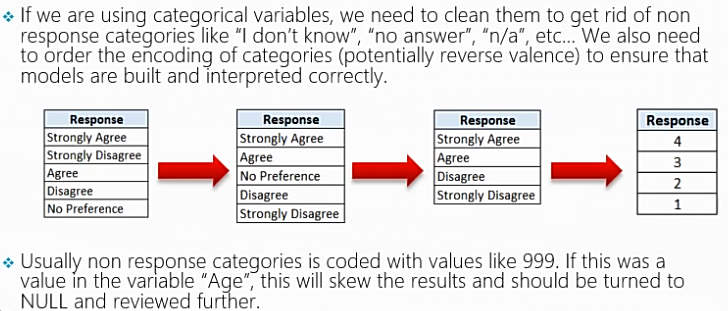 ❖ If we are using categorical variables, we need to clean them to get rid of non
response categories like "I don't know", "no answer", "n/a", etc... We also need
to order the encoding of categories (potentially reverse valence) to ensure that
models are built and interpreted correctly.
Response
Strongly Agree
Strongly Disagree
Agree
Disagree
No Preference
Response
Strongly Agree
Agree
No Preference
Disagree
Strongly Disagree
Response
Strongly Agree
Agree
Disagree
Strongly Disagree
Response
4
3
2
1
❖ Usually non response categories is coded with values like 999. If this was a
value in the variable "Age", this will skew the results and should be turned to
NULL and reviewed further.